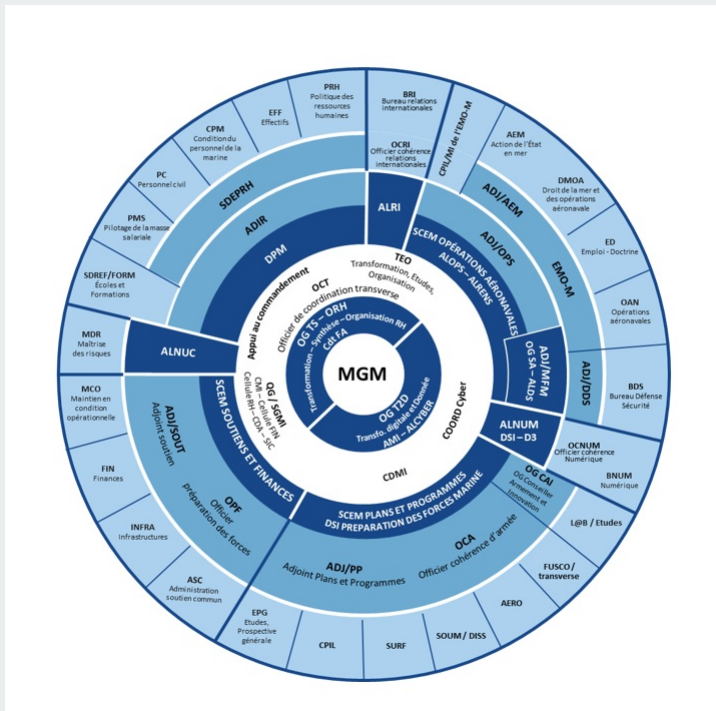 PRH
Politique des
ressources
humaines
EFF
Effectifs
CPM
Condition du
personnel de la
marine
PC
Personnel civil
PMS
Pilotage de la masse
salariale
SDREF/FORM
Écoles et
Formations
MDR
Maîtrise
des risques
MCO
Maintien en
condition
opérationnelle
FIN
Finances
INFRA
Infrastructures
ASC
Administration
soutien commun
EPG
Etudes,
Prospective
générale
CPIL
SURF
SOUM / DISS
AERO
FUSCO /
transverse
L@B / Etudes
BNUM
Numérique
OCNUM
Officier cohérence
Numérique
BDS
Bureau Défense
Sécurité
OAN
Opérations
aéronavales
ED
Emploi - Doctrine
DMOA
Droit de la mer et
des opérations
aéronavale
AEM
Action de l'État
en mer
CPIL/MI de l'EMO-M
BRI
Bureau relations
internationales
OCRI
Officier cohérence
relations
internationales
SDEPRH
ADIR
DPM
ALRI
ADJ/AEM
ADJ/OPS
EMO-M
SCEM OPÉRATIONS AÉRONAVALES
ALOPS – ALRENS
ADJ/MFM
OG SA – ALDS
ADJ/DDS
ALNUM
DSI – D3
OG CAI
OG Conseiller
Armement et
Innovation
OCA
Officier cohérence d'armée
ADJ/PP
Adjoint Plans et Programmes
SCEM PLANS ET PROGRAMMES
DSI PREPARATION DES FORCES MARINE
OPF
Officier
préparation des forces
ADJ/SOUT
Adjoint soutien
SCEM SOUTIENS ET FINANCES
ALNUC
Appui au commandement
OCT
Officier de coordination transverse
TEO
Transformation, Etudes,
Organisation
COORD Cyber
CDMI
QG / SGMI
CMI – Cellule FIN
Cellule RH – CDA – SIC
OG TS – ORH
Transformation – Synthèse – Organisation RH
Cdt FA
MGM
OG T2D
Transfo. digitale et Donnée
AMI – ALCYBER